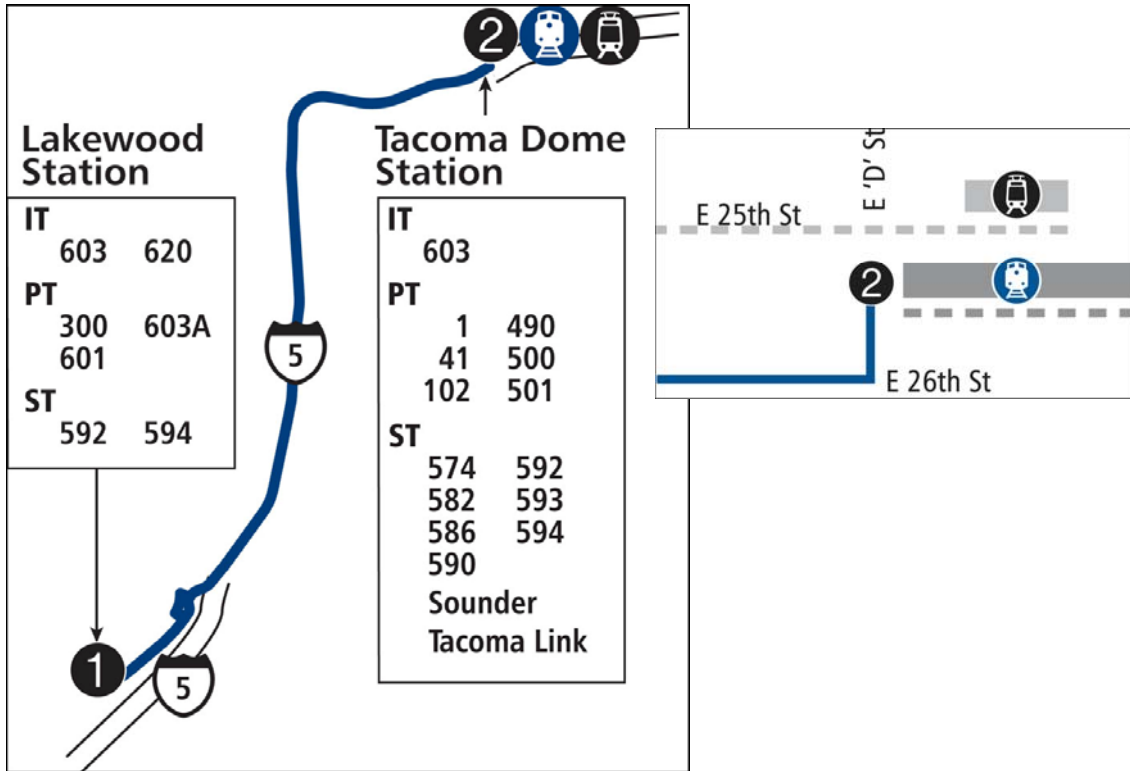 2
Lakewood
Station
IT
603 620
PT
300 603A
601
ST
592 594
1
5
5
Tacoma Dome
Station
IT
603
PT
1 490
41 500
102 501
ST
574 592
582 593
586 594
590
Sounder
Tacoma Link
E 'D' St
E 25th St
2
E 26th St